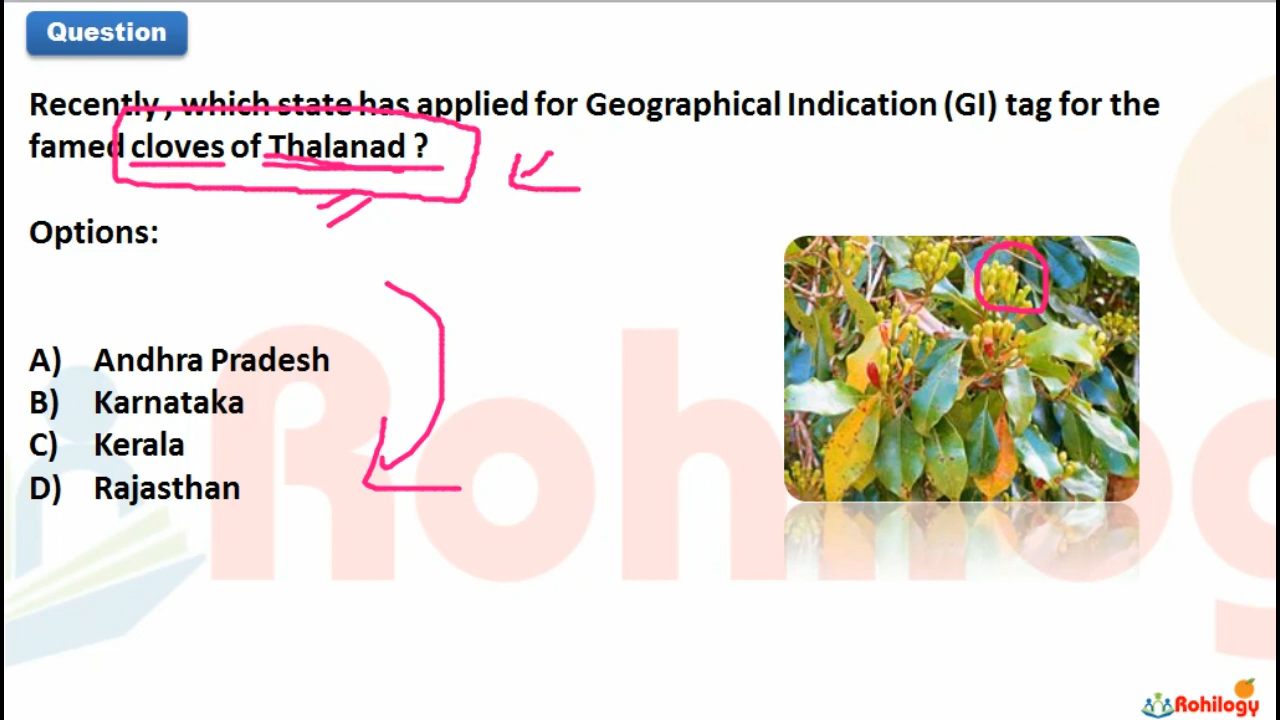 Question
Recently, which state has applied for Geographical Indication (GI) tag for the
famed cloves of Thalanad ?
Options:
A) Andhra Pradesh
B) Karnataka
C) Kerala
D) Rajasthan
Rohilogy
Rohilogy